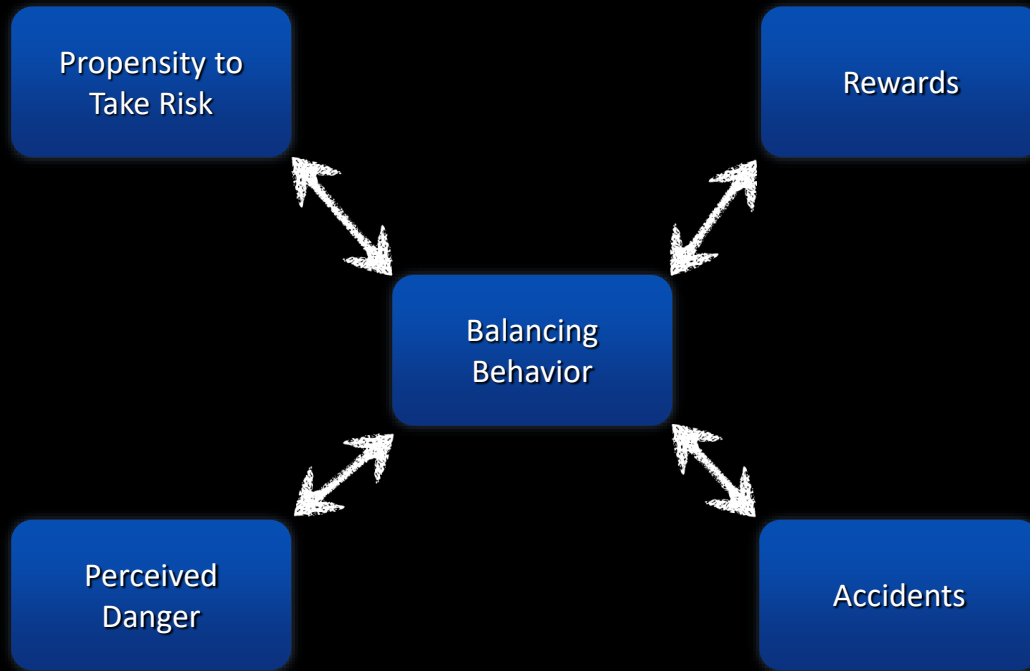 Propensity to
Take Risk
Rewards
Balancing
Behavior
Perceived
Danger
Accidents